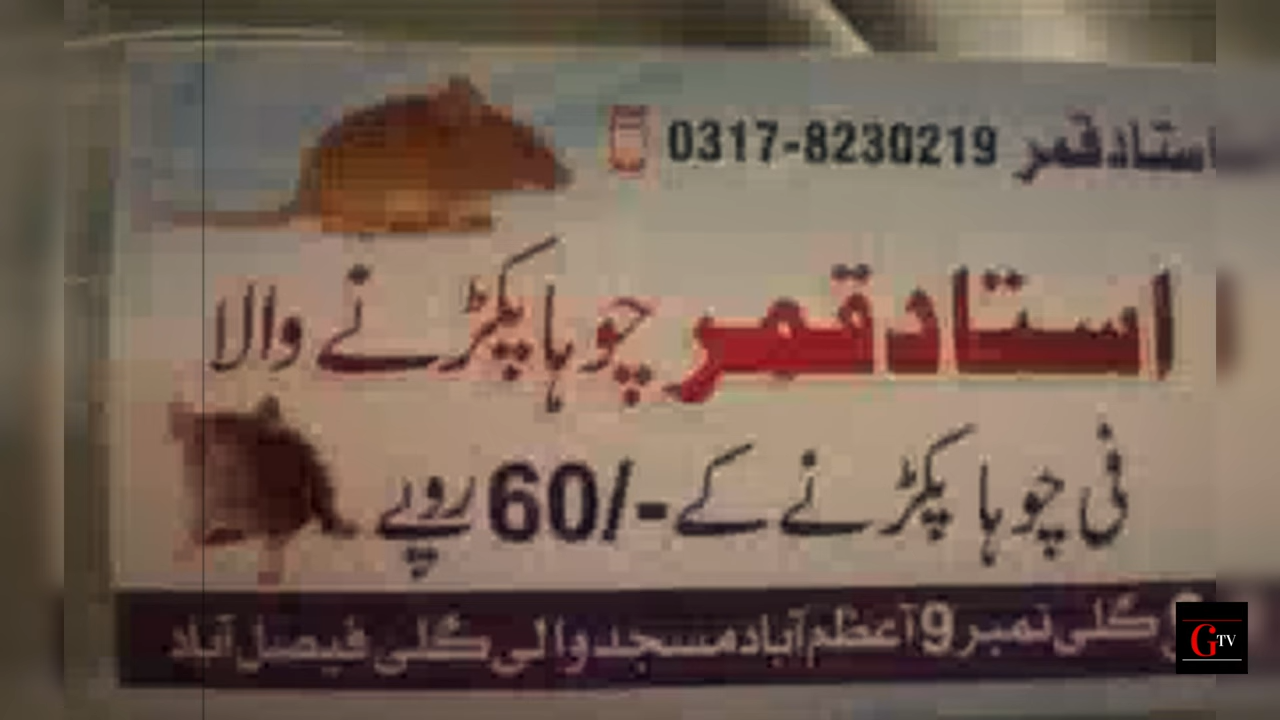 استاد قمر 0317-8230219
استاد قمر چوہا پکڑنے والا
فی چوہا پکڑنے کے -/60 روپے
گلی نمبر 9 اعظم آباد مسجد والی گلی فیصل آباد
GTV